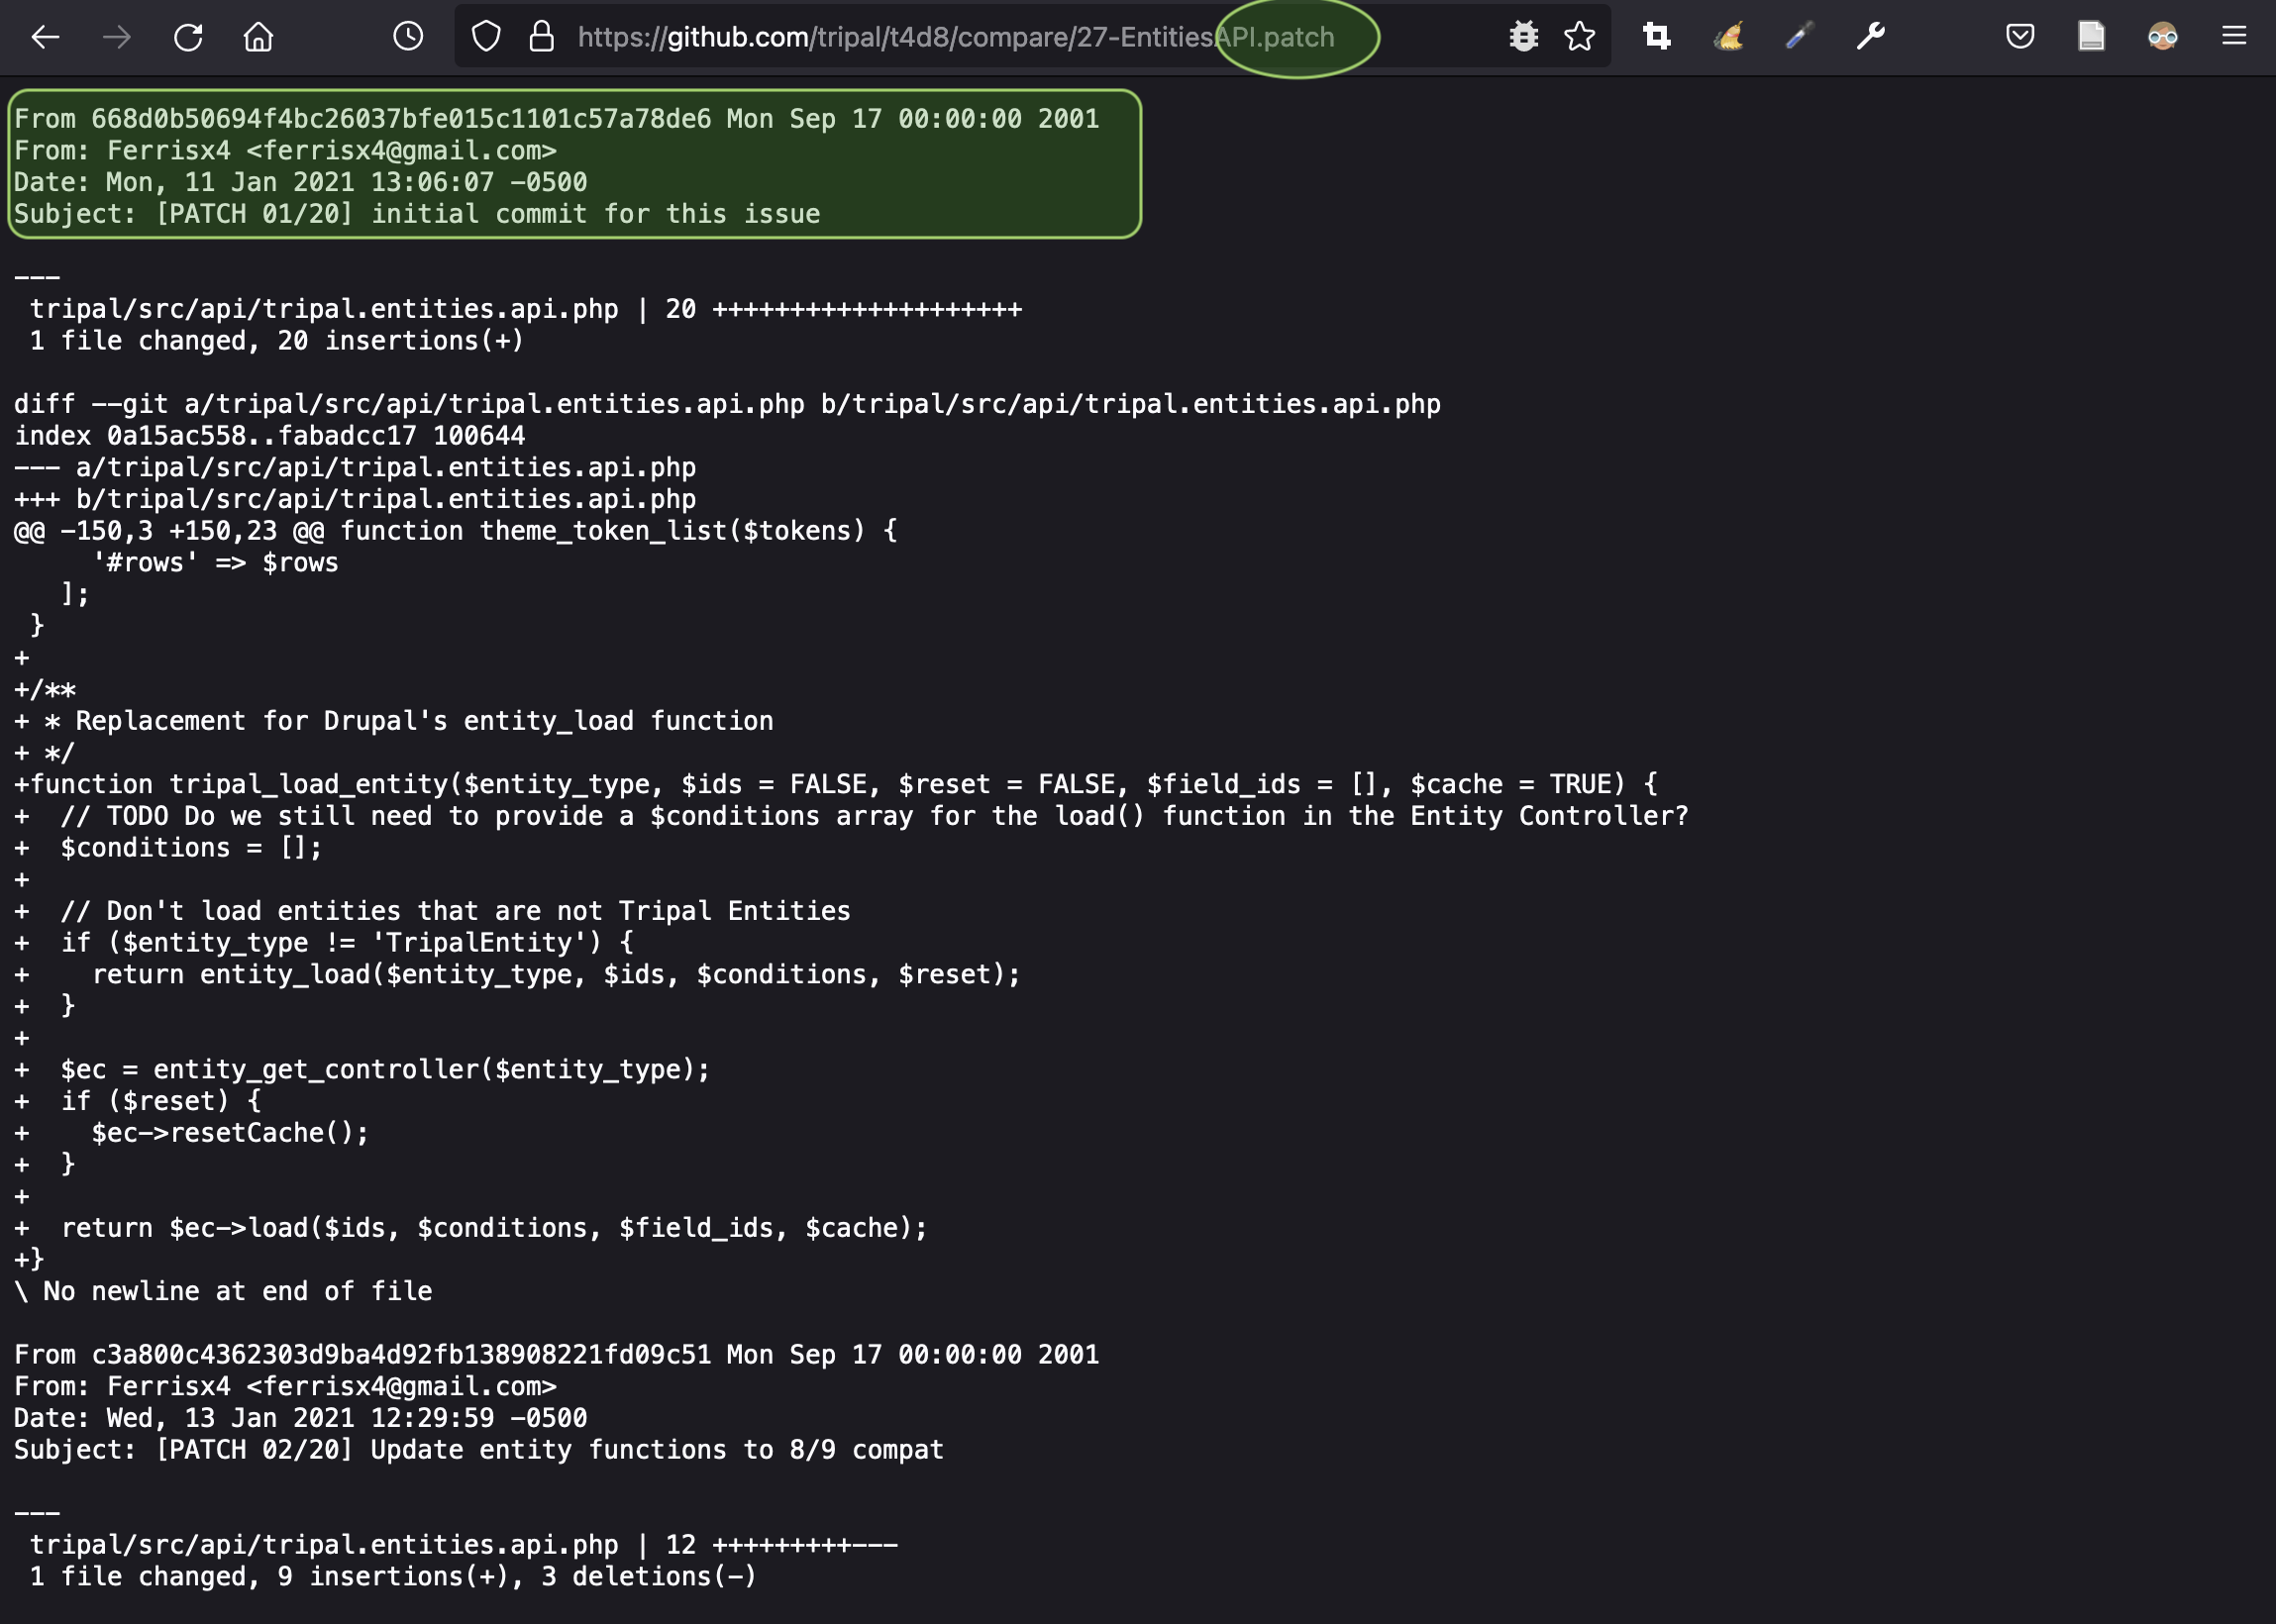 https://github.com/tripal/t4d8/compare/27-EntitiesAPI.patch
From 668d0b50694f4bc26037bfe015c1101c57a78de6 Mon Sep 17 00:00:00 2001
From: Ferrisx4 <ferrisx4@gmail.com>
Date: Mon, 11 Jan 2021 13:06:07 -0500
Subject: [PATCH 01/20] initial commit for this issue
---
 tripal/src/api/tripal.entities.api.php | 20 ++++++++++++++++++++
 1 file changed, 20 insertions(+)
diff --git a/tripal/src/api/tripal.entities.api.php b/tripal/src/api/tripal.entities.api.php
index 0a15ac558..fabadcc17 100644
--- a/tripal/src/api/tripal.entities.api.php
+++ b/tripal/src/api/tripal.entities.api.php
@@ -150,3 +150,23 @@ function theme_token_list($tokens) {
     '#rows' => $rows
   ];
 }
+
+/**
+ * Replacement for Drupal's entity_load function
+ */
+function tripal_load_entity($entity_type, $ids = FALSE, $reset = FALSE, $field_ids = [], $cache = TRUE) {
+  // TODO Do we still need to provide a $conditions array for the load() function in the Entity Controller?
+  $conditions = [];
+
+  // Don't load entities that are not Tripal Entities
+  if ($entity_type != 'TripalEntity') {
+    return entity_load($entity_type, $ids, $conditions, $reset);
+  }
+
+  $ec = entity_get_controller($entity_type);
+  if ($reset) {
+    $ec->resetCache();
+  }
+
+  return $ec->load($ids, $conditions, $field_ids, $cache);
+}
\ No newline at end of file
From c3a800c4362303d9ba4d92fb138908221fd09c51 Mon Sep 17 00:00:00 2001
From: Ferrisx4 <ferrisx4@gmail.com>
Date: Wed, 13 Jan 2021 12:29:59 -0500
Subject: [PATCH 02/20] Update entity functions to 8/9 compat
---
 tripal/src/api/tripal.entities.api.php | 12 +++++++++---
 1 file changed, 9 insertions(+), 3 deletions(-)